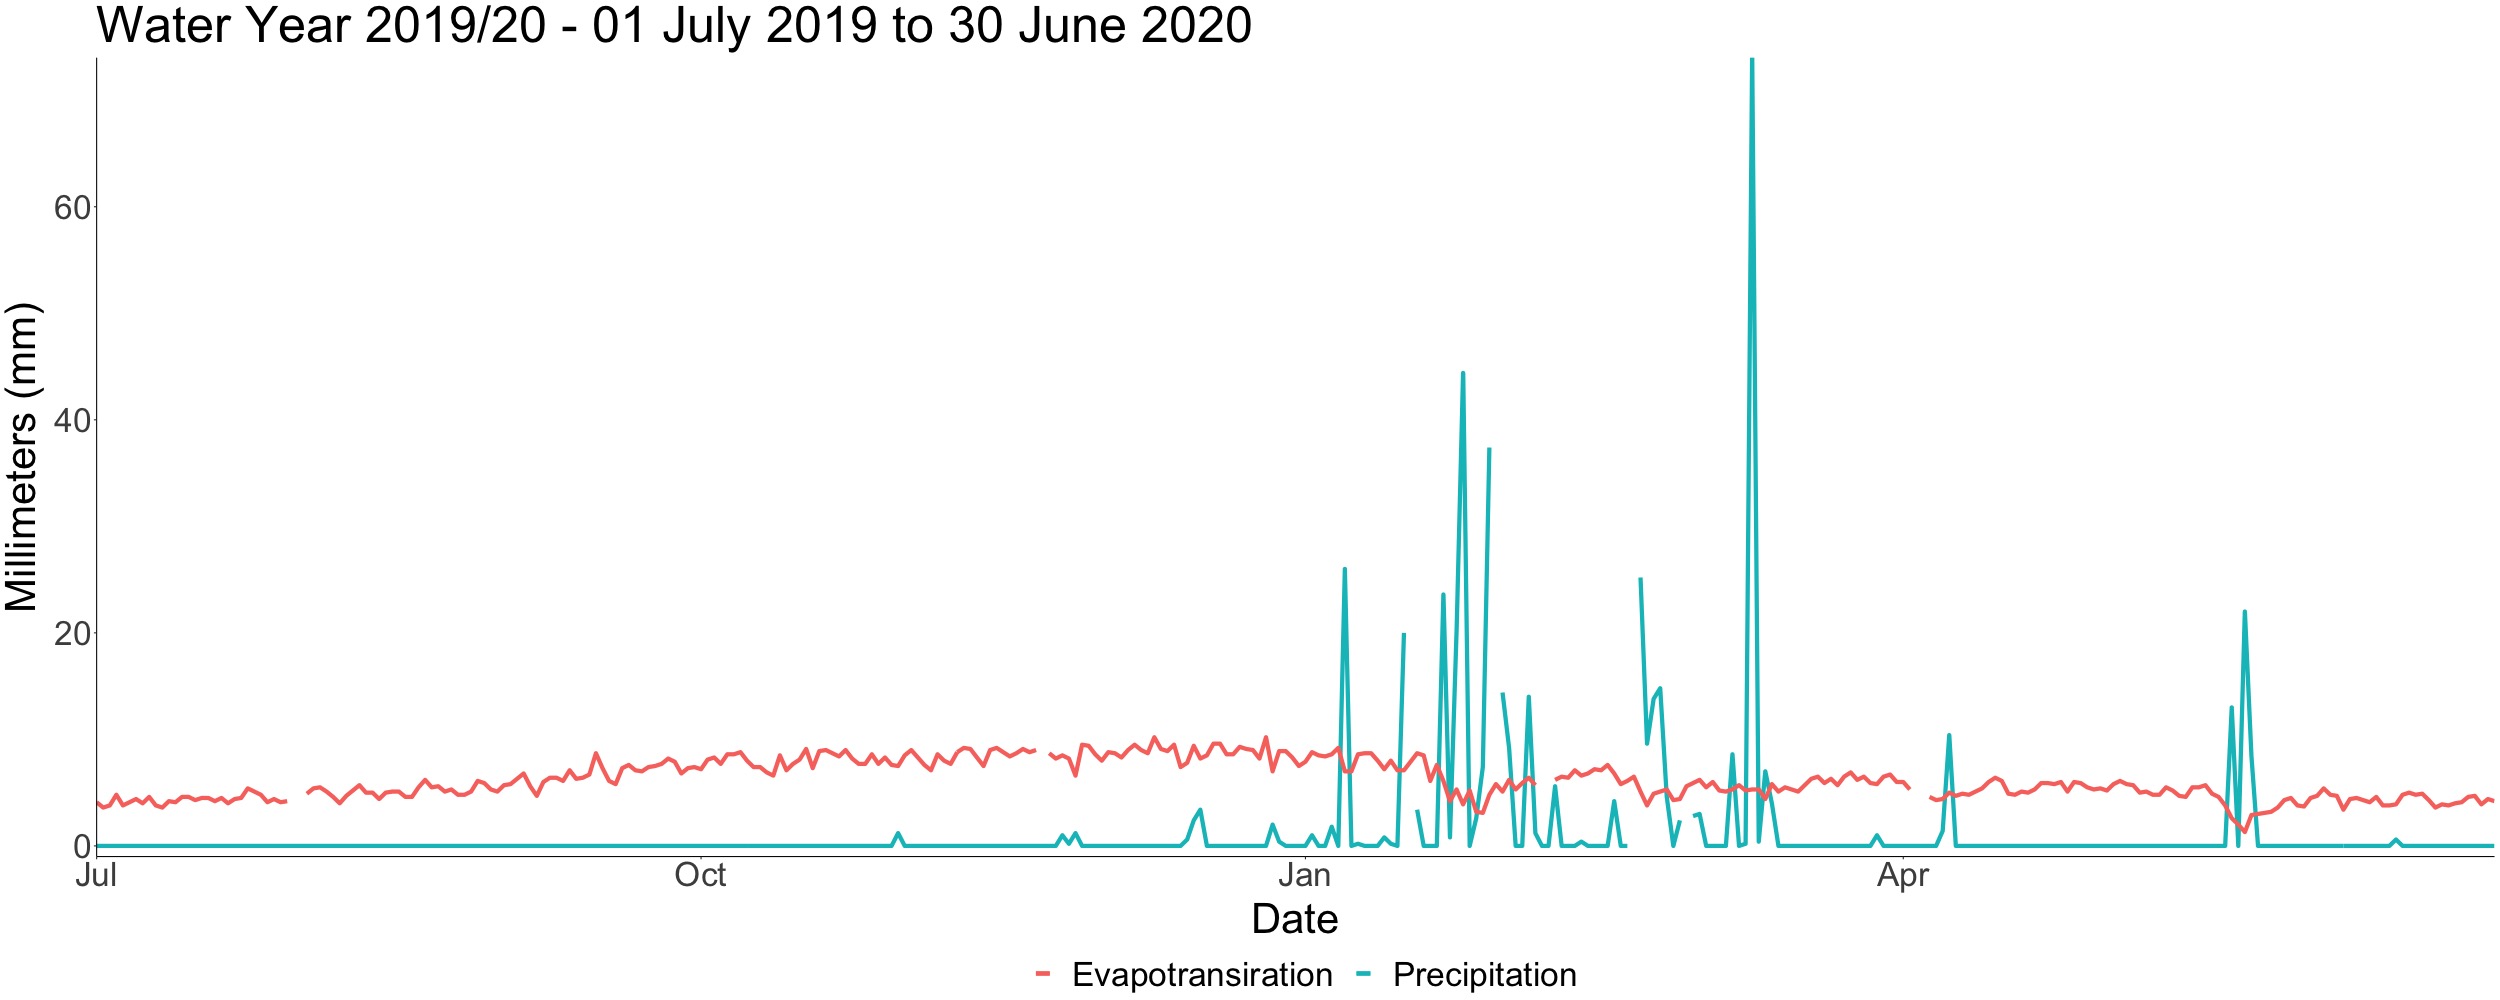 Water Year 2019/20 - 01 July 2019 to 30 June 2020
Millimeters (mm)
60
40
20
0
Jul Oct Jan Apr
Date
Evapotransiration Precipitation